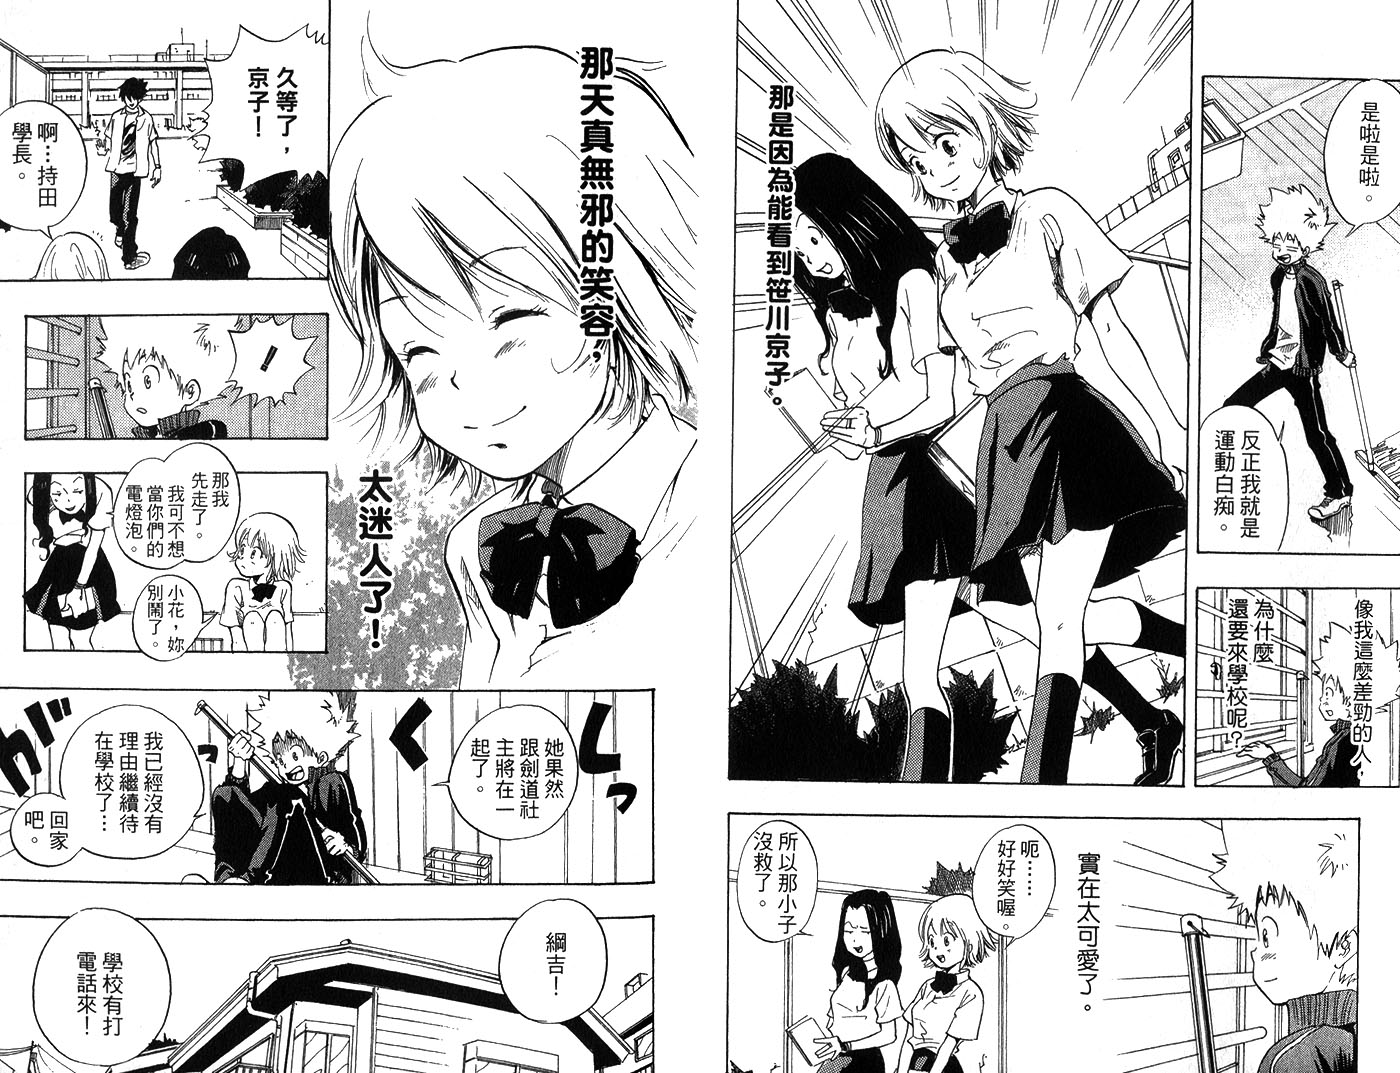 是啦是啦。
反正我就是
運動白痴。
像我這麼差勁的人,
為什麼
還要來學校呢?
那是因為能看到笹川京子。
呃……
好好笑喔。
所以那小子
沒救了。
實在太可愛了。
那天真無邪的笑容,
太迷人了!
久等了,
京子!
啊…持田
學長。
!
那我
先走了。
我可不想
當你們的
電燈泡。
小花,妳
別鬧了。
她果然
跟劍道社
主將在一
起了。
がくしっ
我已經沒有
理由繼續待
在學校了…
回家
吧。
綱吉!
學校有打
電話來!